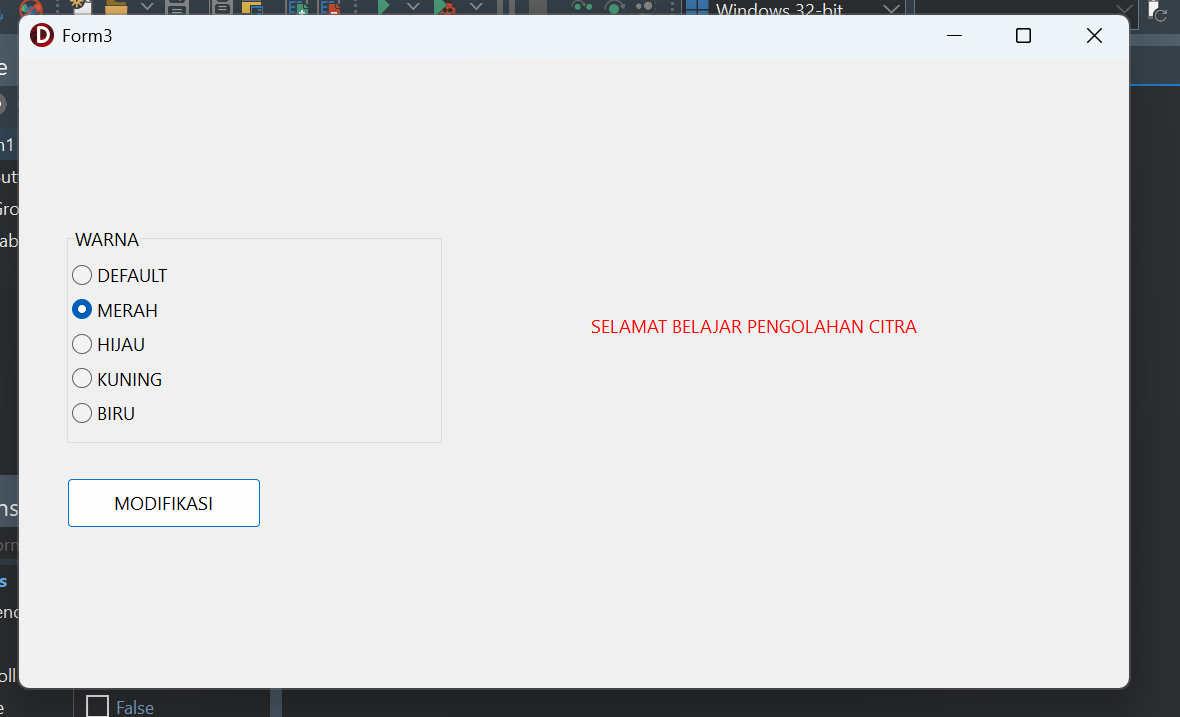 Windows 32-bit
Form3
WARNA
DEFAULT
MERAH
HIJAU
KUNING
BIRU
SELAMAT BELAJAR PENGOLAHAN CITRA
MODIFIKASI
False